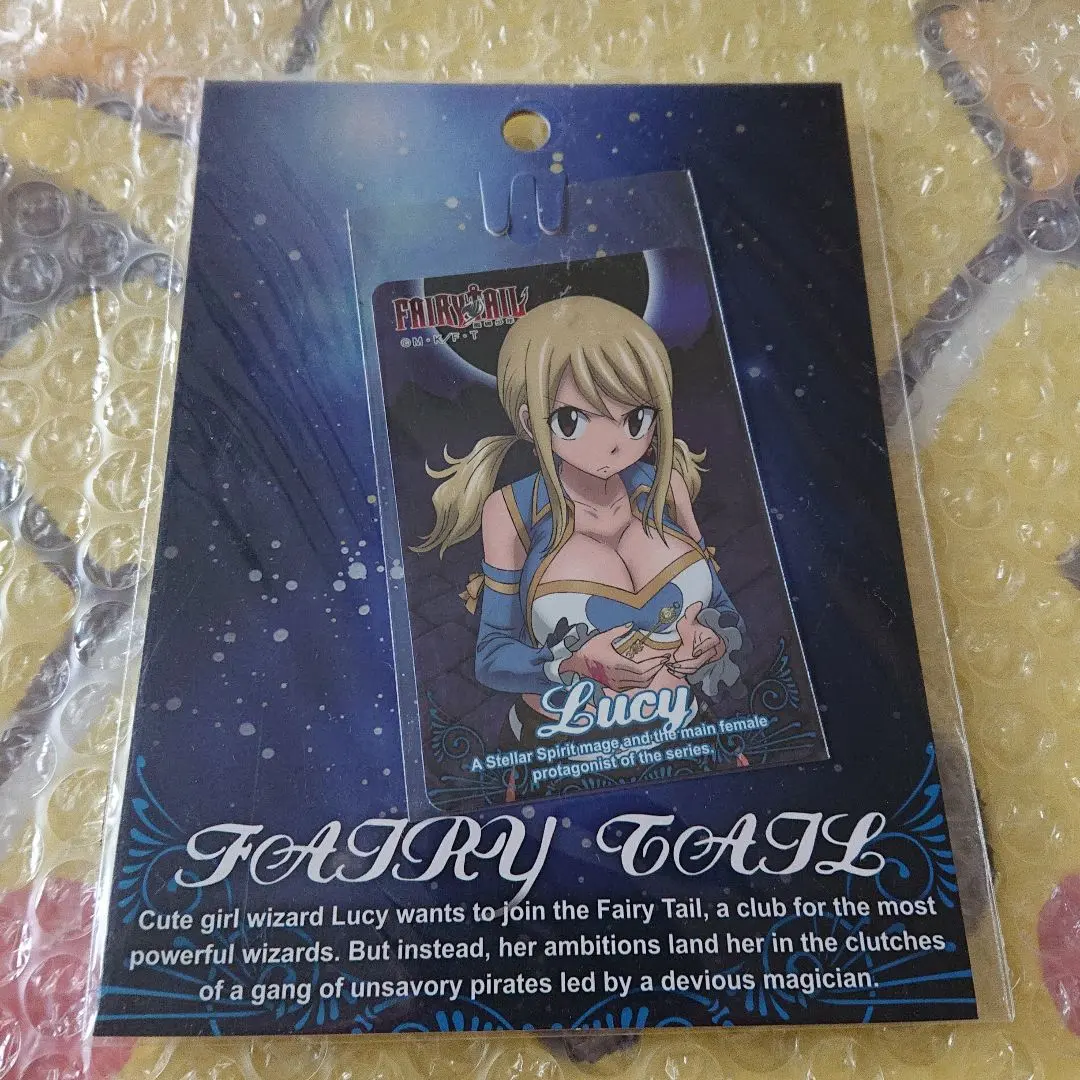 FAIRY TAIL
©M・K/F・T
Lucy
A Stellar Spirit mage and the main female
protagonist of the series.
FAIRY TAIL
Cute girl wizard Lucy wants to join the Fairy Tail, a club for the most
powerful wizards. But instead, her ambitions land her in the clutches
of a gang of unsavory pirates led by a devious magician.